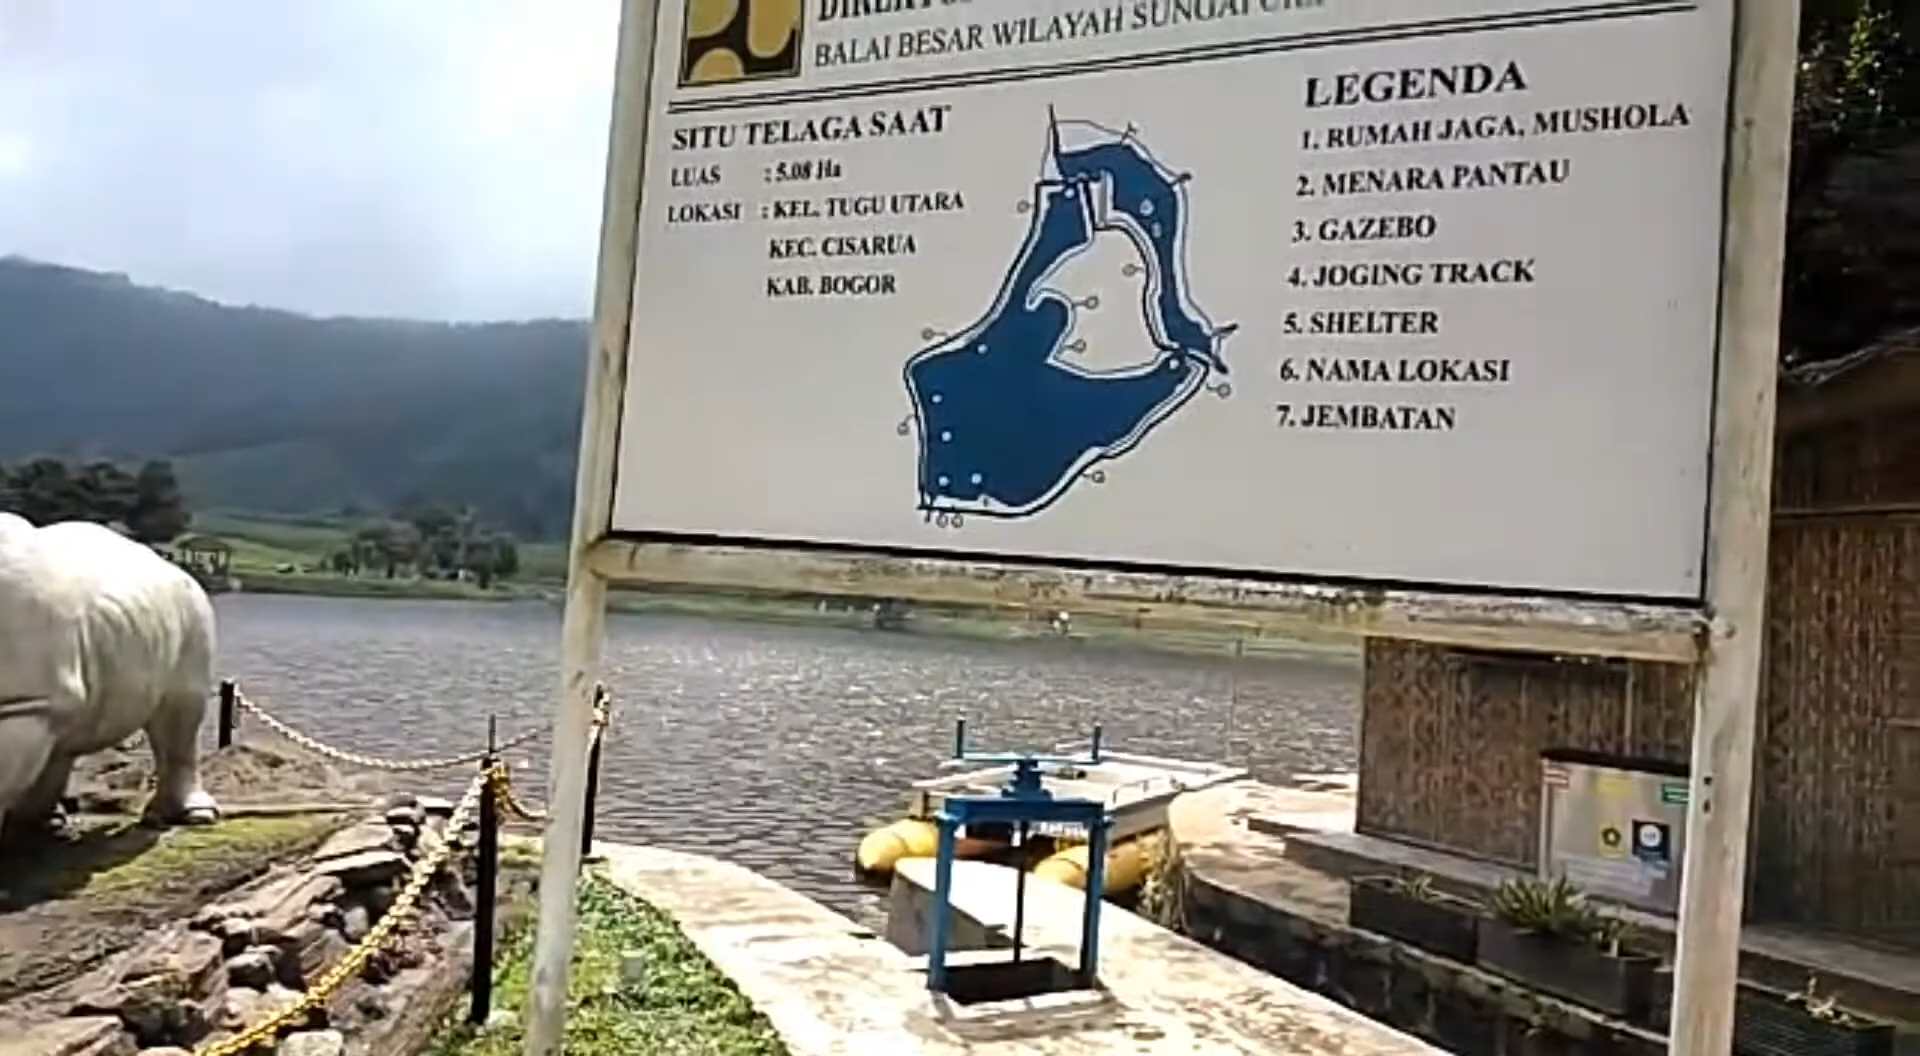 BALAI BESAR WILAYAH SUNGAI
SITU TELAGA SAAT
LUAS : 5.08 Ha
LOKASI : KEL. TUGU UTARA
KEC. CISARUA
KAB. BOGOR
LEGENDA
1. RUMAH JAGA, MUSHOLA
2. MENARA PANTAU
3. GAZEBO
4. JOGING TRACK
5. SHELTER
6. NAMA LOKASI
7. JEMBATAN